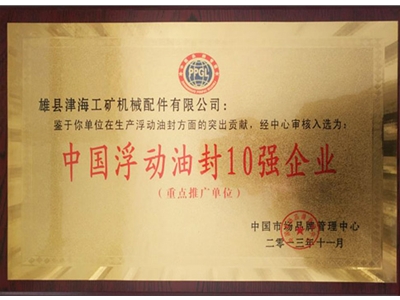 PPGL
雄县津海工矿机械配件有限公司：
鉴于你单位在生产浮动油封方面的突出贡献，经中心审核入选为：
中国浮动油封10强企业
（重点推广单位）
中国市场品牌管理中心
二零一三年十一月